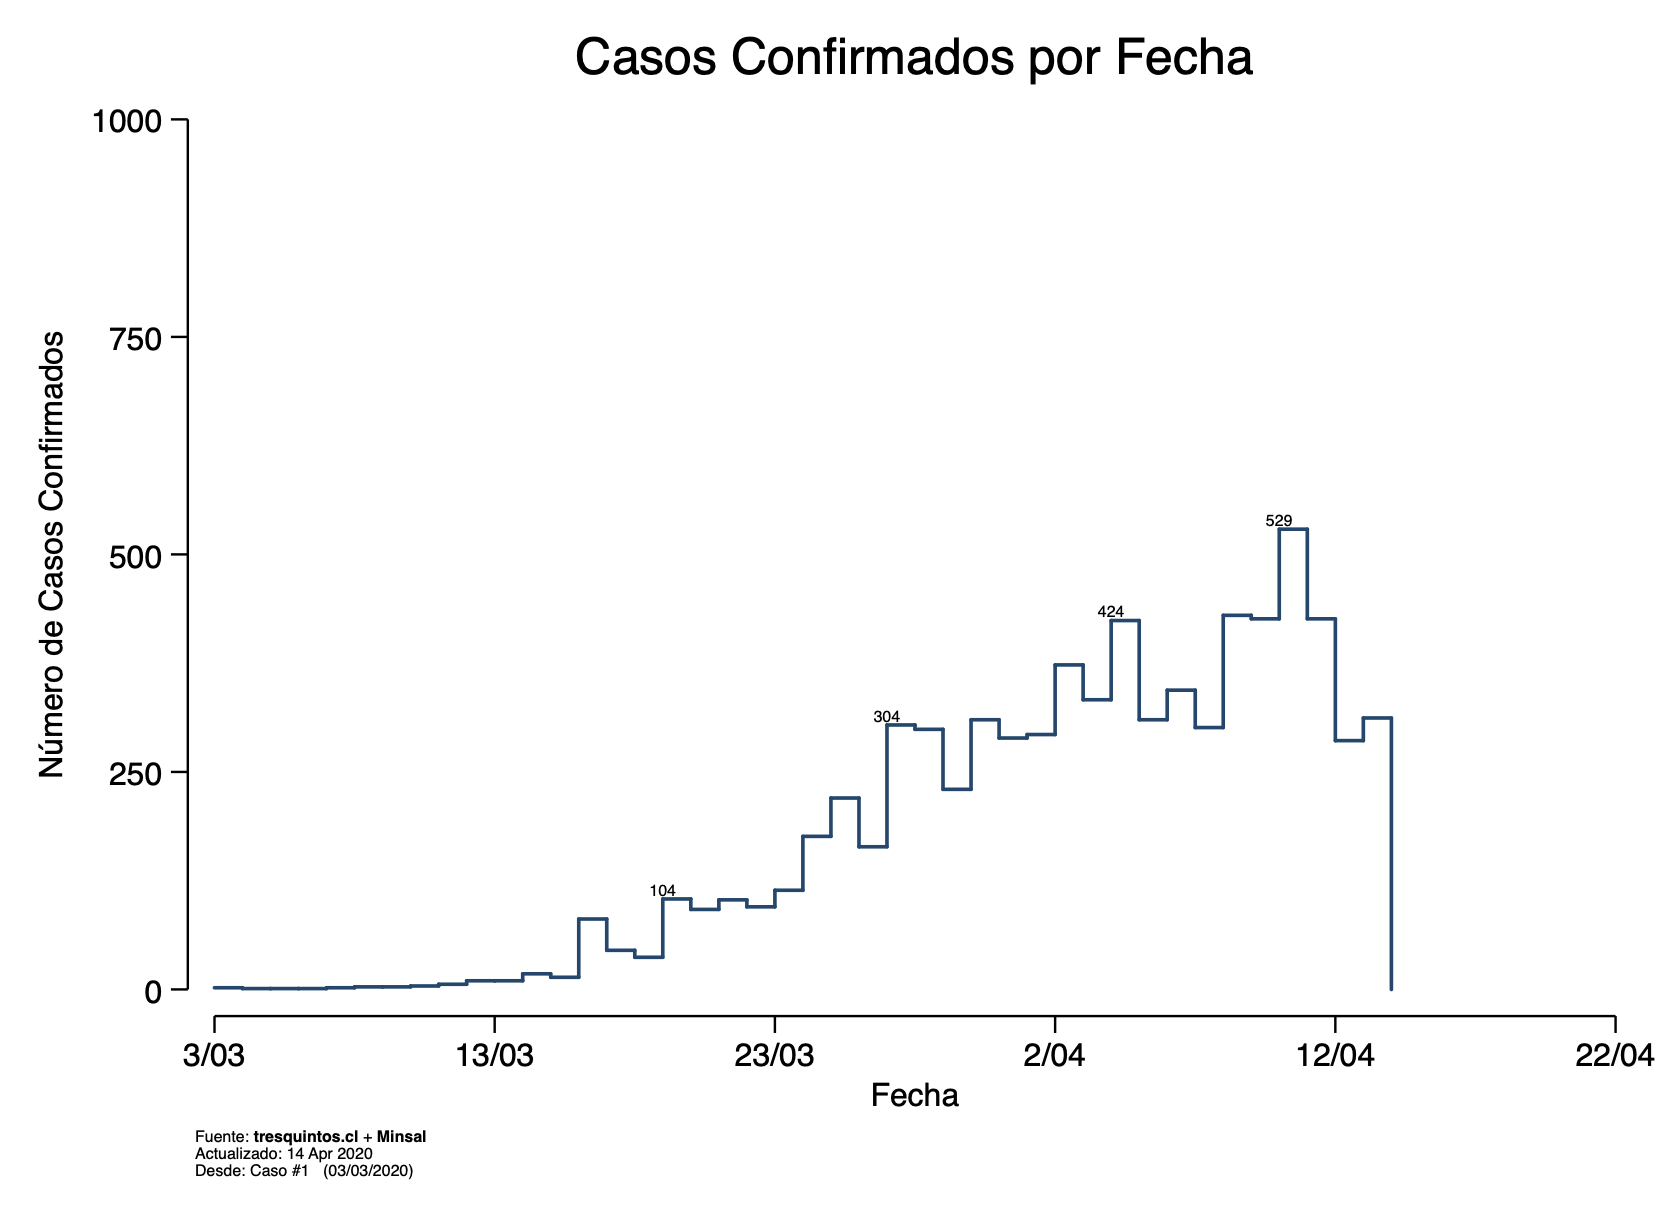 Casos Confirmados por Fecha
1000
750
500
250
0
Número de Casos Confirmados
104
304
424
529
3/03
13/03
23/03
2/04
12/04
22/04
Fecha
Fuente: tresquintos.cl + Minsal
Actualizado: 14 Apr 2020
Desde: Caso #1 (03/03/2020)